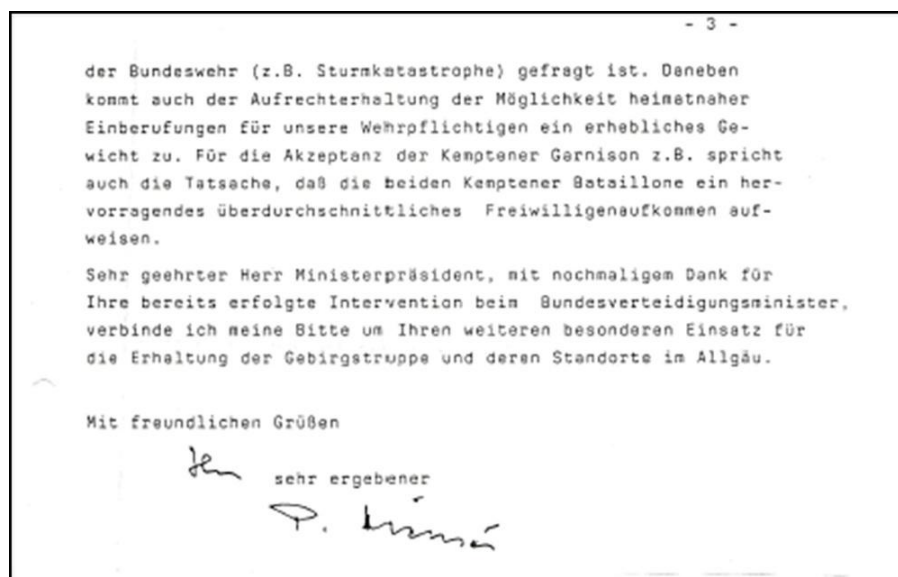 - 3 -
der Bundeswehr (z.B. Sturmkatastrophe) gefragt ist. Daneben
kommt auch der Aufrechterhaltung der Möglichkeit heimatnaher
Einberufungen für unsere Wehrpflichtigen ein erhebliches Ge-
wicht zu. Für die Akzeptanz der Kemptener Garnison z.B. spricht
auch die Tatsache, daß die beiden Kemptener Bataillone ein her-
vorragendes überdurchschnittliches Freiwilligenaufkommen auf-
weisen.
Sehr geehrter Herr Ministerpräsident, mit nochmaligem Dank für
Ihre bereits erfolgte Intervention beim Bundesverteidigungsminister,
verbinde ich meine Bitte um Ihren weiteren besonderen Einsatz für
die Erhaltung der Gebirgstruppe und deren Standorte im Allgäu.
Mit freundlichen Grüßen
Ihr
sehr ergebener